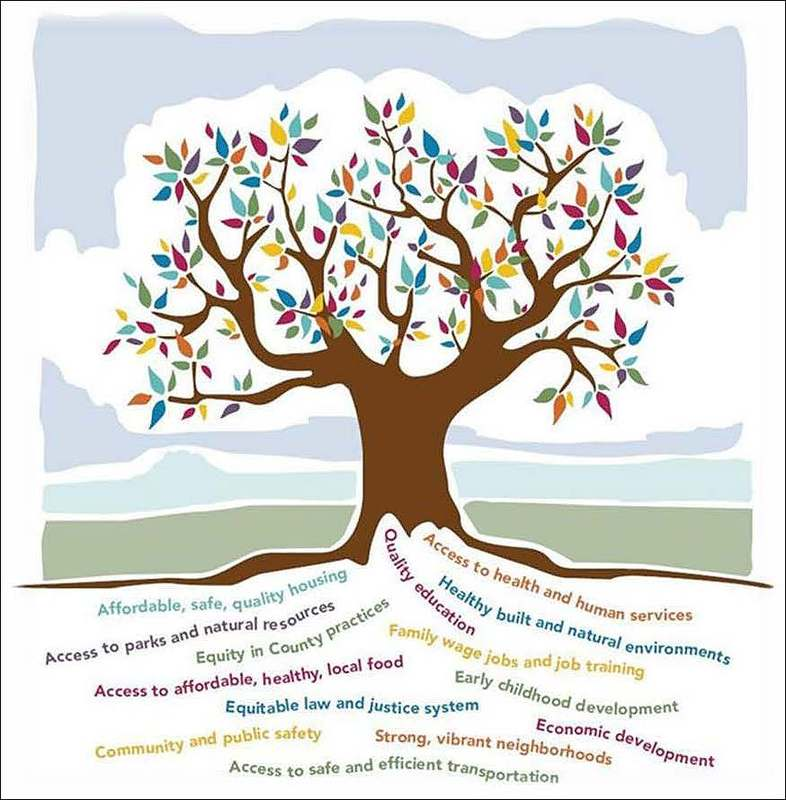 Affordable, safe, quality housing
Access to parks and natural resources
Equity in County practices
Access to affordable, healthy, local food
Equitable law and justice system
Community and public safety
Quality education
Access to health and human services
Healthy built and natural environments
Family wage jobs and job training
Early childhood development
Economic development
Strong, vibrant neighborhoods
Access to safe and efficient transportation